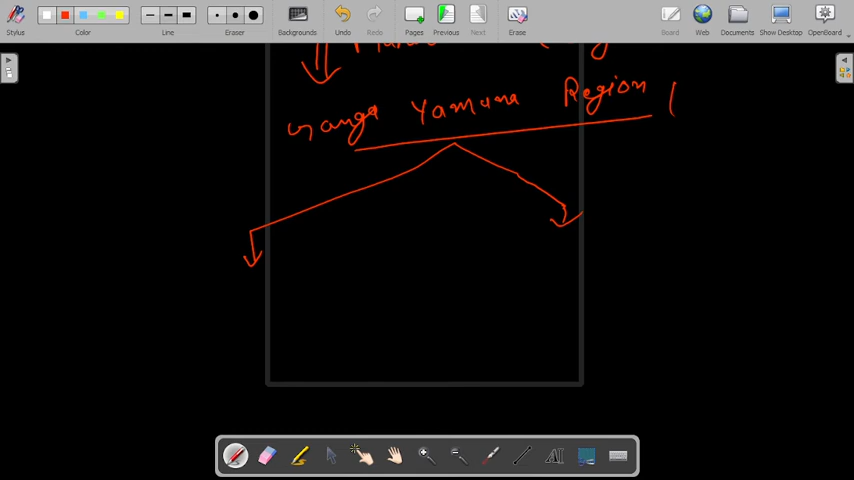 Stylus
Color
Line
Eraser
Backgrounds
Undo
Redo
Pages
Previous
Next
Erase
Board
Web
Documents
Show Desktop
OpenBoard
Ganga Yamuna Region (
AI